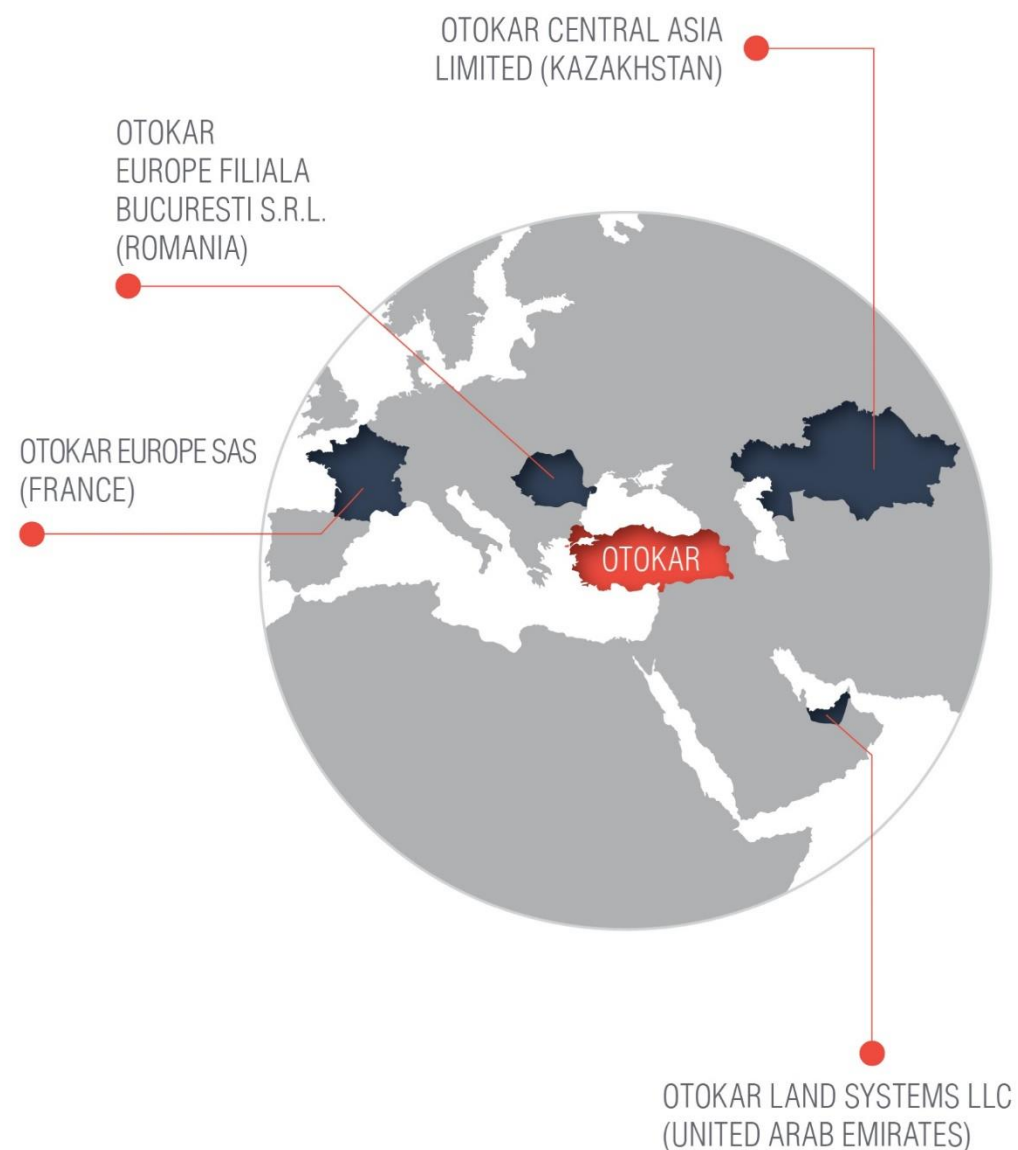 OTOKAR CENTRAL ASIA
LIMITED (KAZAKHSTAN)
OTOKAR
EUROPE FILIALA
BUCURESTI S.R.L.
(ROMANIA)
OTOKAR EUROPE SAS
(FRANCE)
OTOKAR
OTOKAR LAND SYSTEMS LLC
(UNITED ARAB EMIRATES)